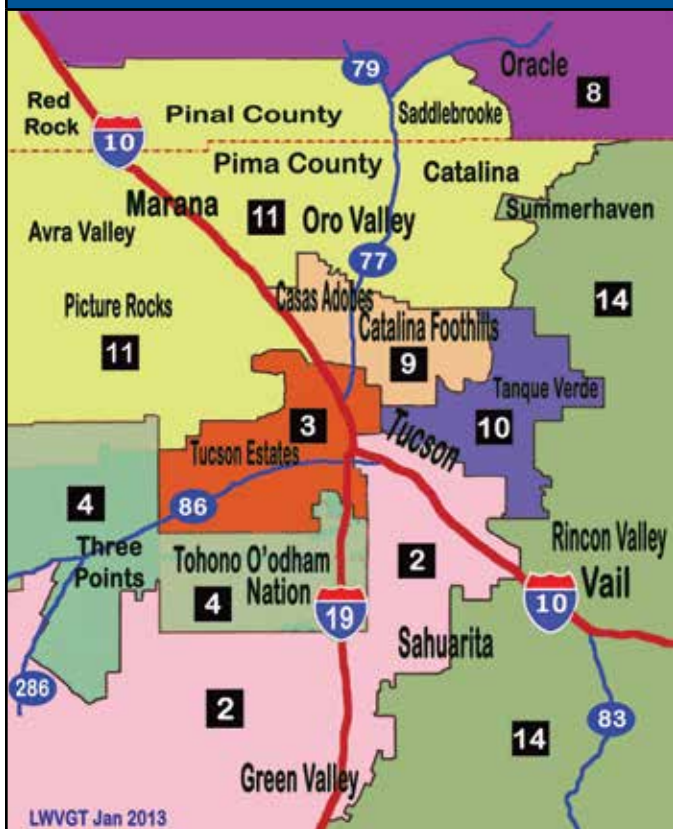 79
Oracle
8
Red
Rock
Pinal County
Saddlebrooke
10
Pima County
Catalina
Marana
11
Oro Valley
Summerhaven
Avra Valley
77
14
Picture Rocks
Casas Adobes
Catalina Foothills
11
9
Tanque Verde
3
Tucson
10
Tucson Estates
4
86
Three
Points
Tohono O'odham
Nation
4
2
Rincon Valley
Vail
10
19
Sahuarita
286
2
83
14
Green Valley
LWVGT Jan 2013